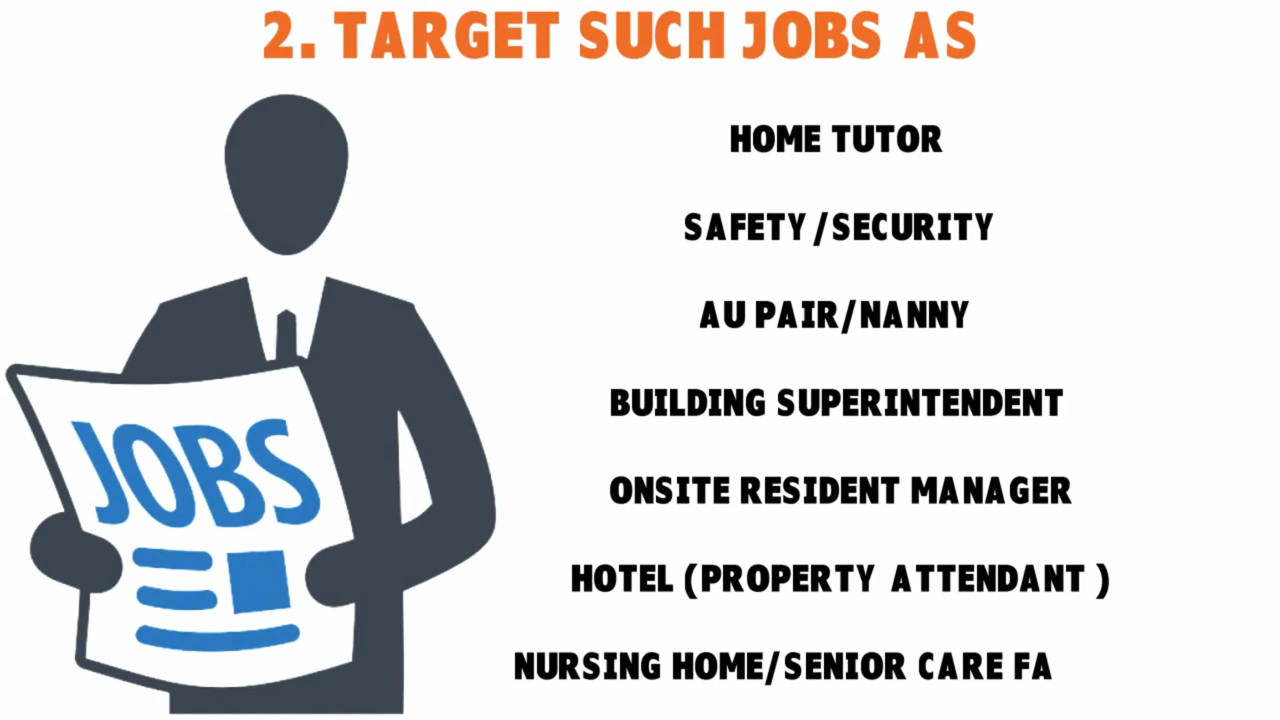 2. TARGET SUCH JOBS AS
HOME TUTOR
SAFETY/SECURITY
AU PAIR/NANNY
BUILDING SUPERINTENDENT
ONSITE RESIDENT MANAGER
HOTEL (PROPERTY ATTENDANT )
NURSING HOME/SENIOR CARE FA
JOBS